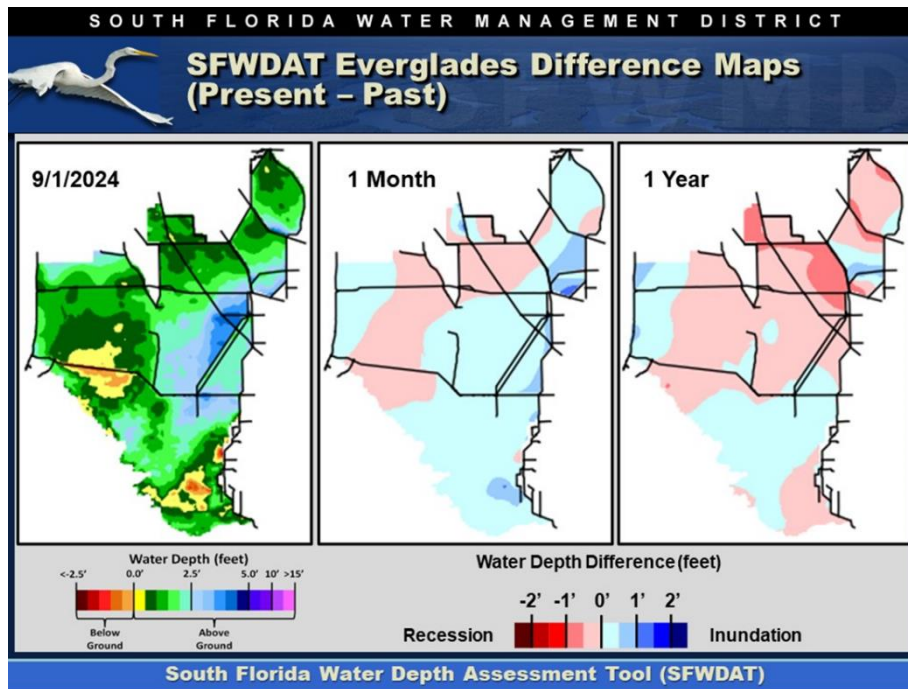 SOUTH FLORIDA WATER MANAGEMENT DISTRICT
SFWDAT Everglades Difference Maps
(Present – Past)
9/1/2024
1 Month
1 Year
Water Depth (feet)
<-2.5' 0.0' 2.5' 5.0' 10' >15'
Below
Ground
Above
Ground
Water Depth Difference (feet)
-2' -1' 0' 1' 2'
Recession
Inundation
South Florida Water Depth Assessment Tool (SFWDAT)